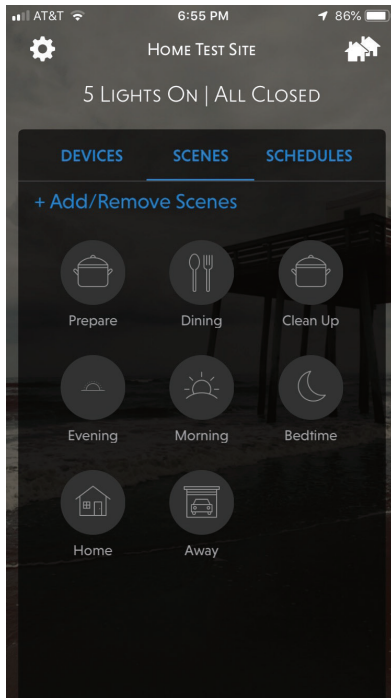 AT&T 6:55 PM 86%
Home Test Site
5 Lights On | All Closed
DEVICES SCENES SCHEDULES
+ Add/Remove Scenes
Prepare Dining Clean Up
Evening Morning Bedtime
Home Away